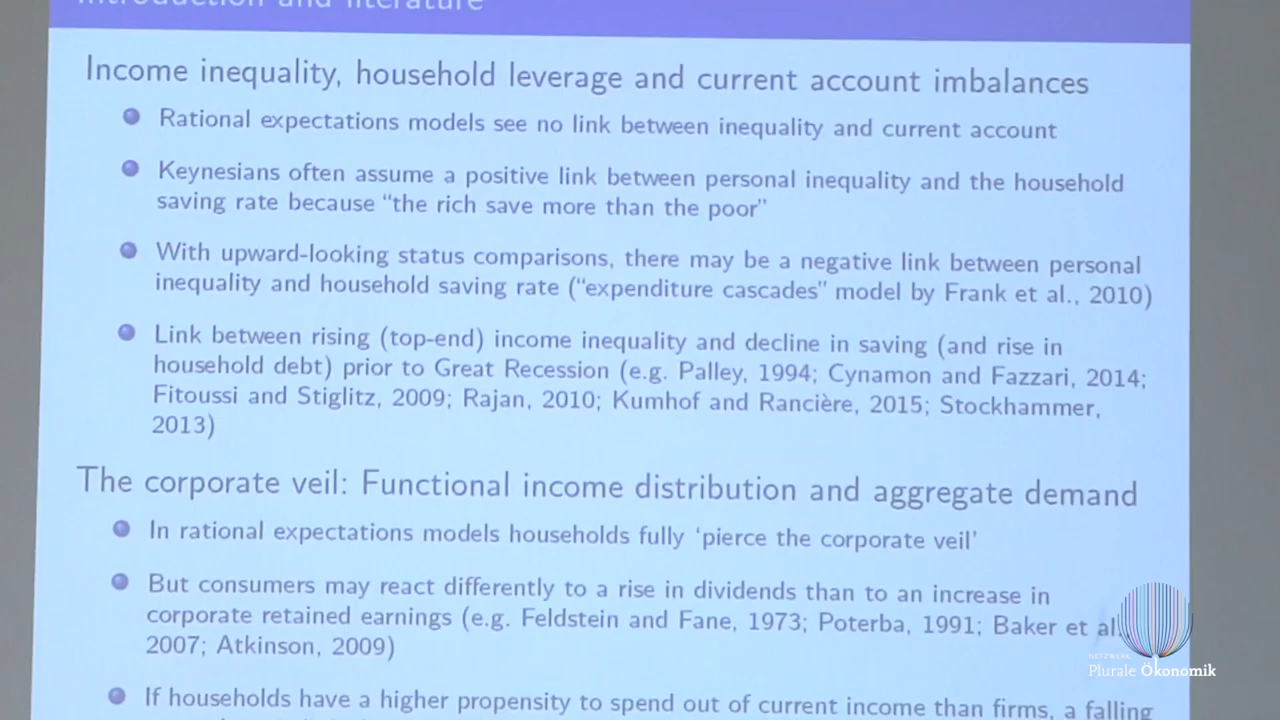 Introduction and literature
Income inequality, household leverage and current account imbalances
Rational expectations models see no link between inequality and current account
Keynesians often assume a positive link between personal inequality and the household
saving rate because “the rich save more than the poor”
With upward-looking status comparisons, there may be a negative link between personal
inequality and household saving rate (“expenditure cascades” model by Frank et al., 2010)
Link between rising (top-end) income inequality and decline in saving (and rise in
household debt) prior to Great Recession (e.g. Palley, 1994; Cynamon and Fazzari, 2014;
Fitoussi and Stiglitz, 2009; Rajan, 2010; Kumhof and Rancière, 2015; Stockhammer,
2013)
The corporate veil: Functional income distribution and aggregate demand
In rational expectations models households fully ‘pierce the corporate veil’
But consumers may react differently to a rise in dividends than to an increase in
corporate retained earnings (e.g. Feldstein and Fane, 1973; Poterba, 1991; Baker et al.,
2007; Atkinson, 2009)
If households have a higher propensity to spend out of current income than firms, a falling
NETZWERK
Plurale Ökonomik